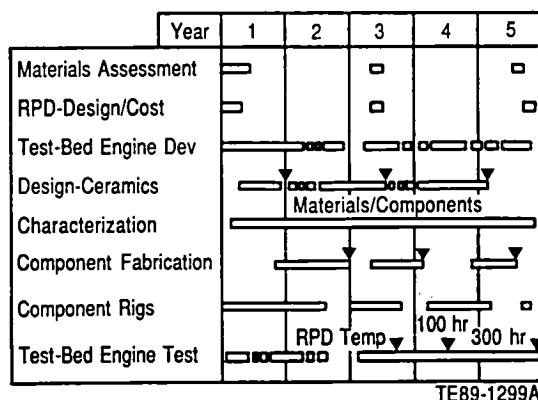 Year 1 2 3 4 5
Materials Assessment
RPD-Design/Cost
Test-Bed Engine Dev
Design-Ceramics
Materials/Components
Characterization
Component Fabrication
Component Rigs
100 hr
RPD Temp 300 hr
Test-Bed Engine Test
TE89-1299A